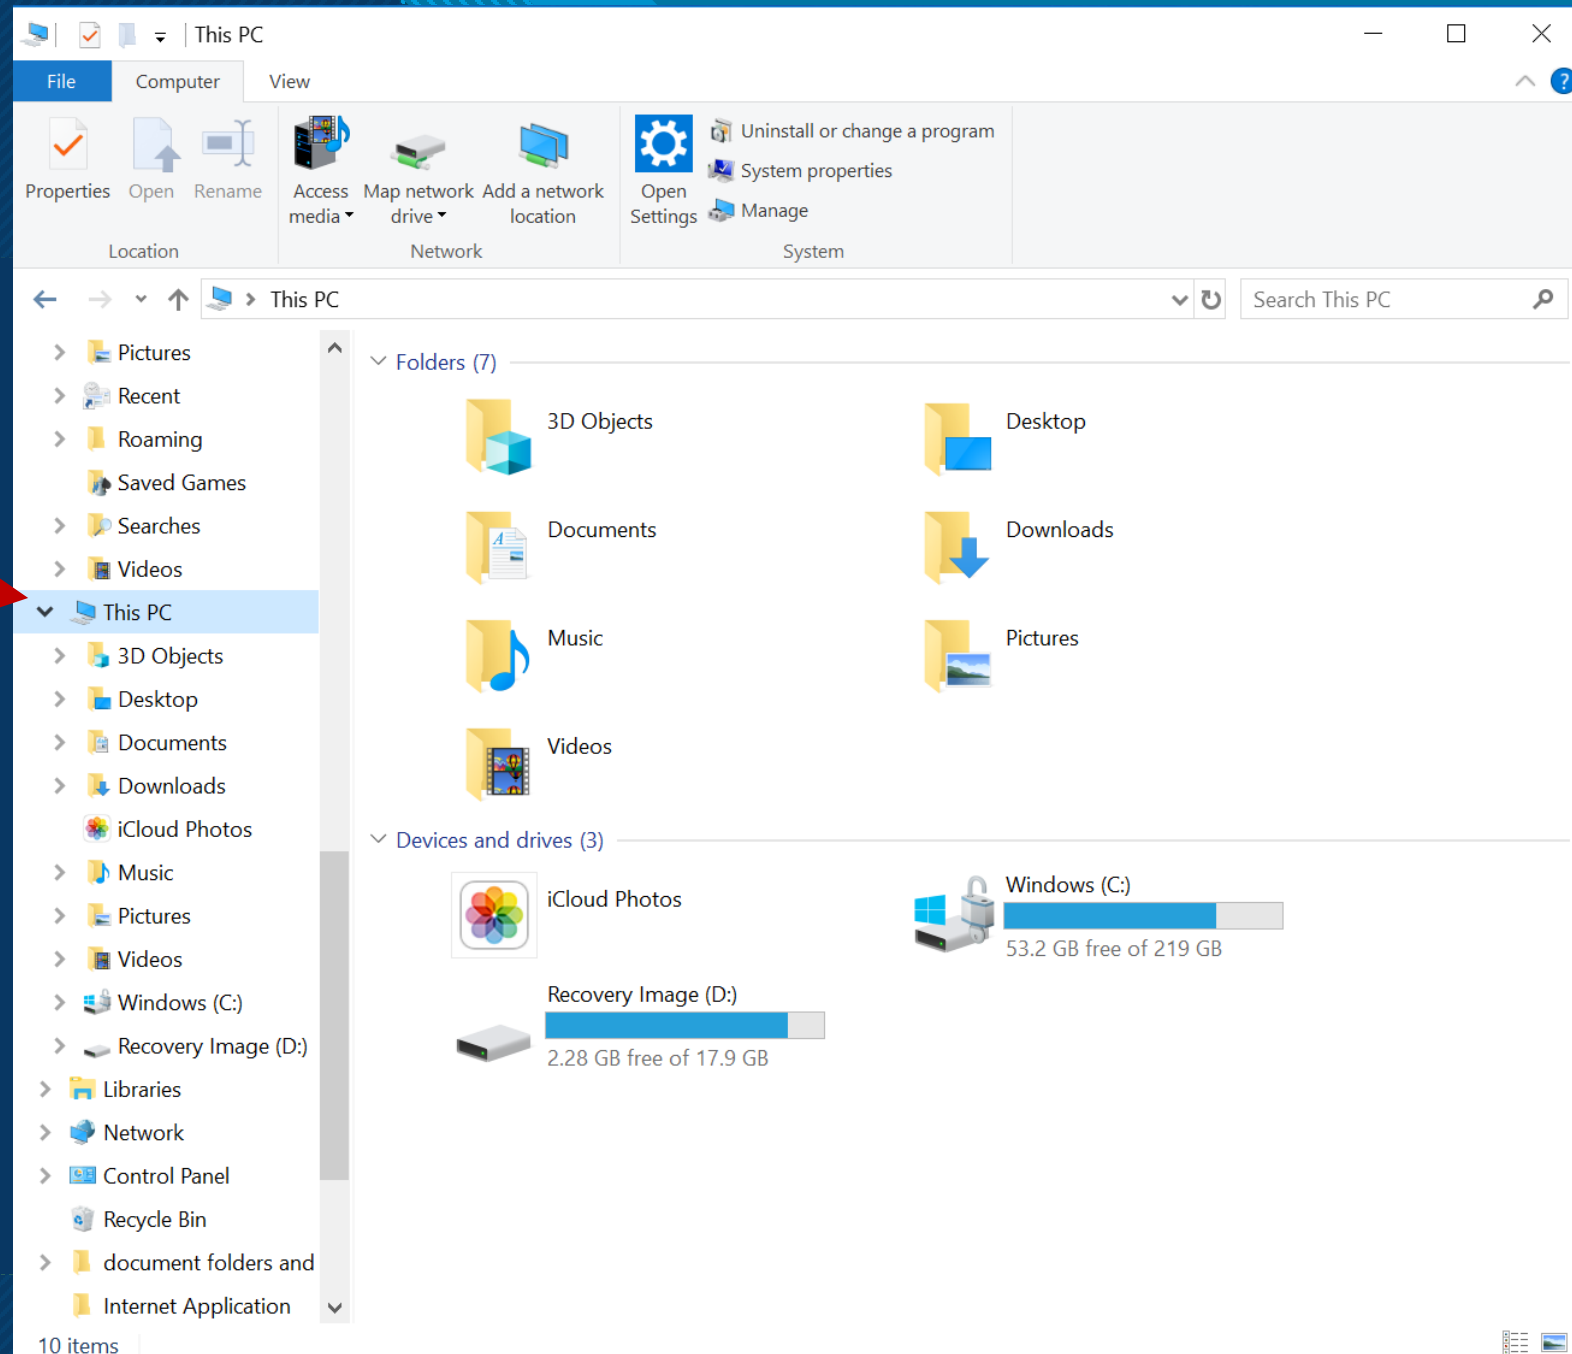 This PC
File
Computer
View
?
Properties
Open
Rename
Access media
Map network drive
Add a network location
Open Settings
Uninstall or change a program
System properties
Manage
Location
Network
System
This PC
Search This PC
Pictures
Recent
Roaming
Saved Games
Searches
Videos
This PC
3D Objects
Desktop
Documents
Downloads
iCloud Photos
Music
Pictures
Videos
Windows (C:)
Recovery Image (D:)
Libraries
Network
Control Panel
Recycle Bin
document folders and
Internet Application
Folders (7)
3D Objects
Desktop
Documents
Downloads
Music
Pictures
Videos
Devices and drives (3)
iCloud Photos
Windows (C:)
53.2 GB free of 219 GB
Recovery Image (D:)
2.28 GB free of 17.9 GB
10 items